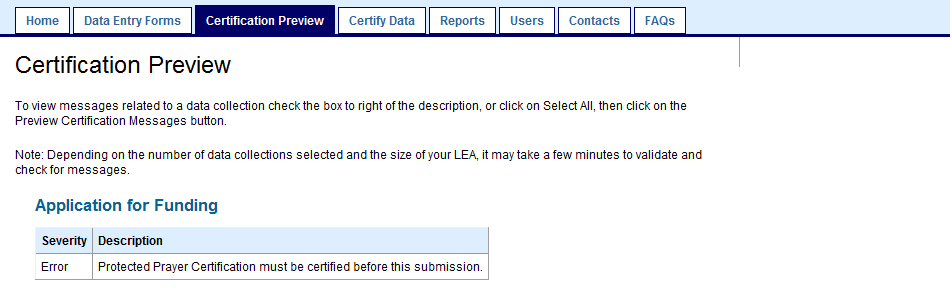 Home Data Entry Forms Certification Preview Certify Data Reports Users Contacts FAQs
Certification Preview
To view messages related to a data collection check the box to right of the description, or click on Select All, then click on the
Preview Certification Messages button.
Note: Depending on the number of data collections selected and the size of your LEA, it may take a few minutes to validate and
check for messages.
Application for Funding
Severity Description
Error Protected Prayer Certification must be certified before this submission.